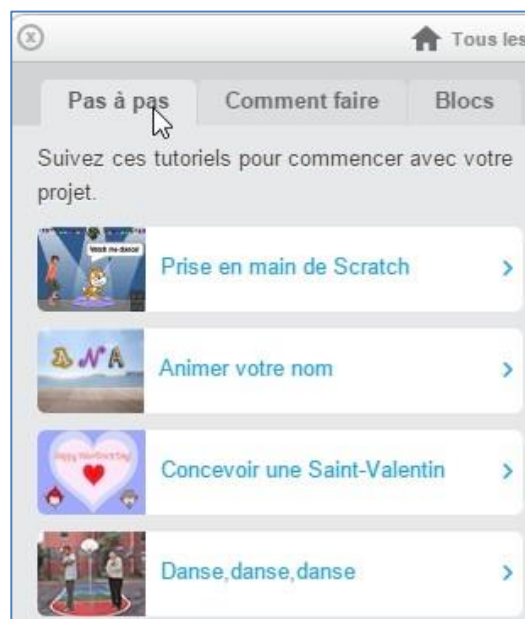 Tous les
Pas à pas Comment faire Blocs
Suivez ces tutoriels pour commencer avec votre
projet.
Prise en main de Scratch
Animer votre nom
ANA
Concevoir une Saint-Valentin
Danse,danse,danse